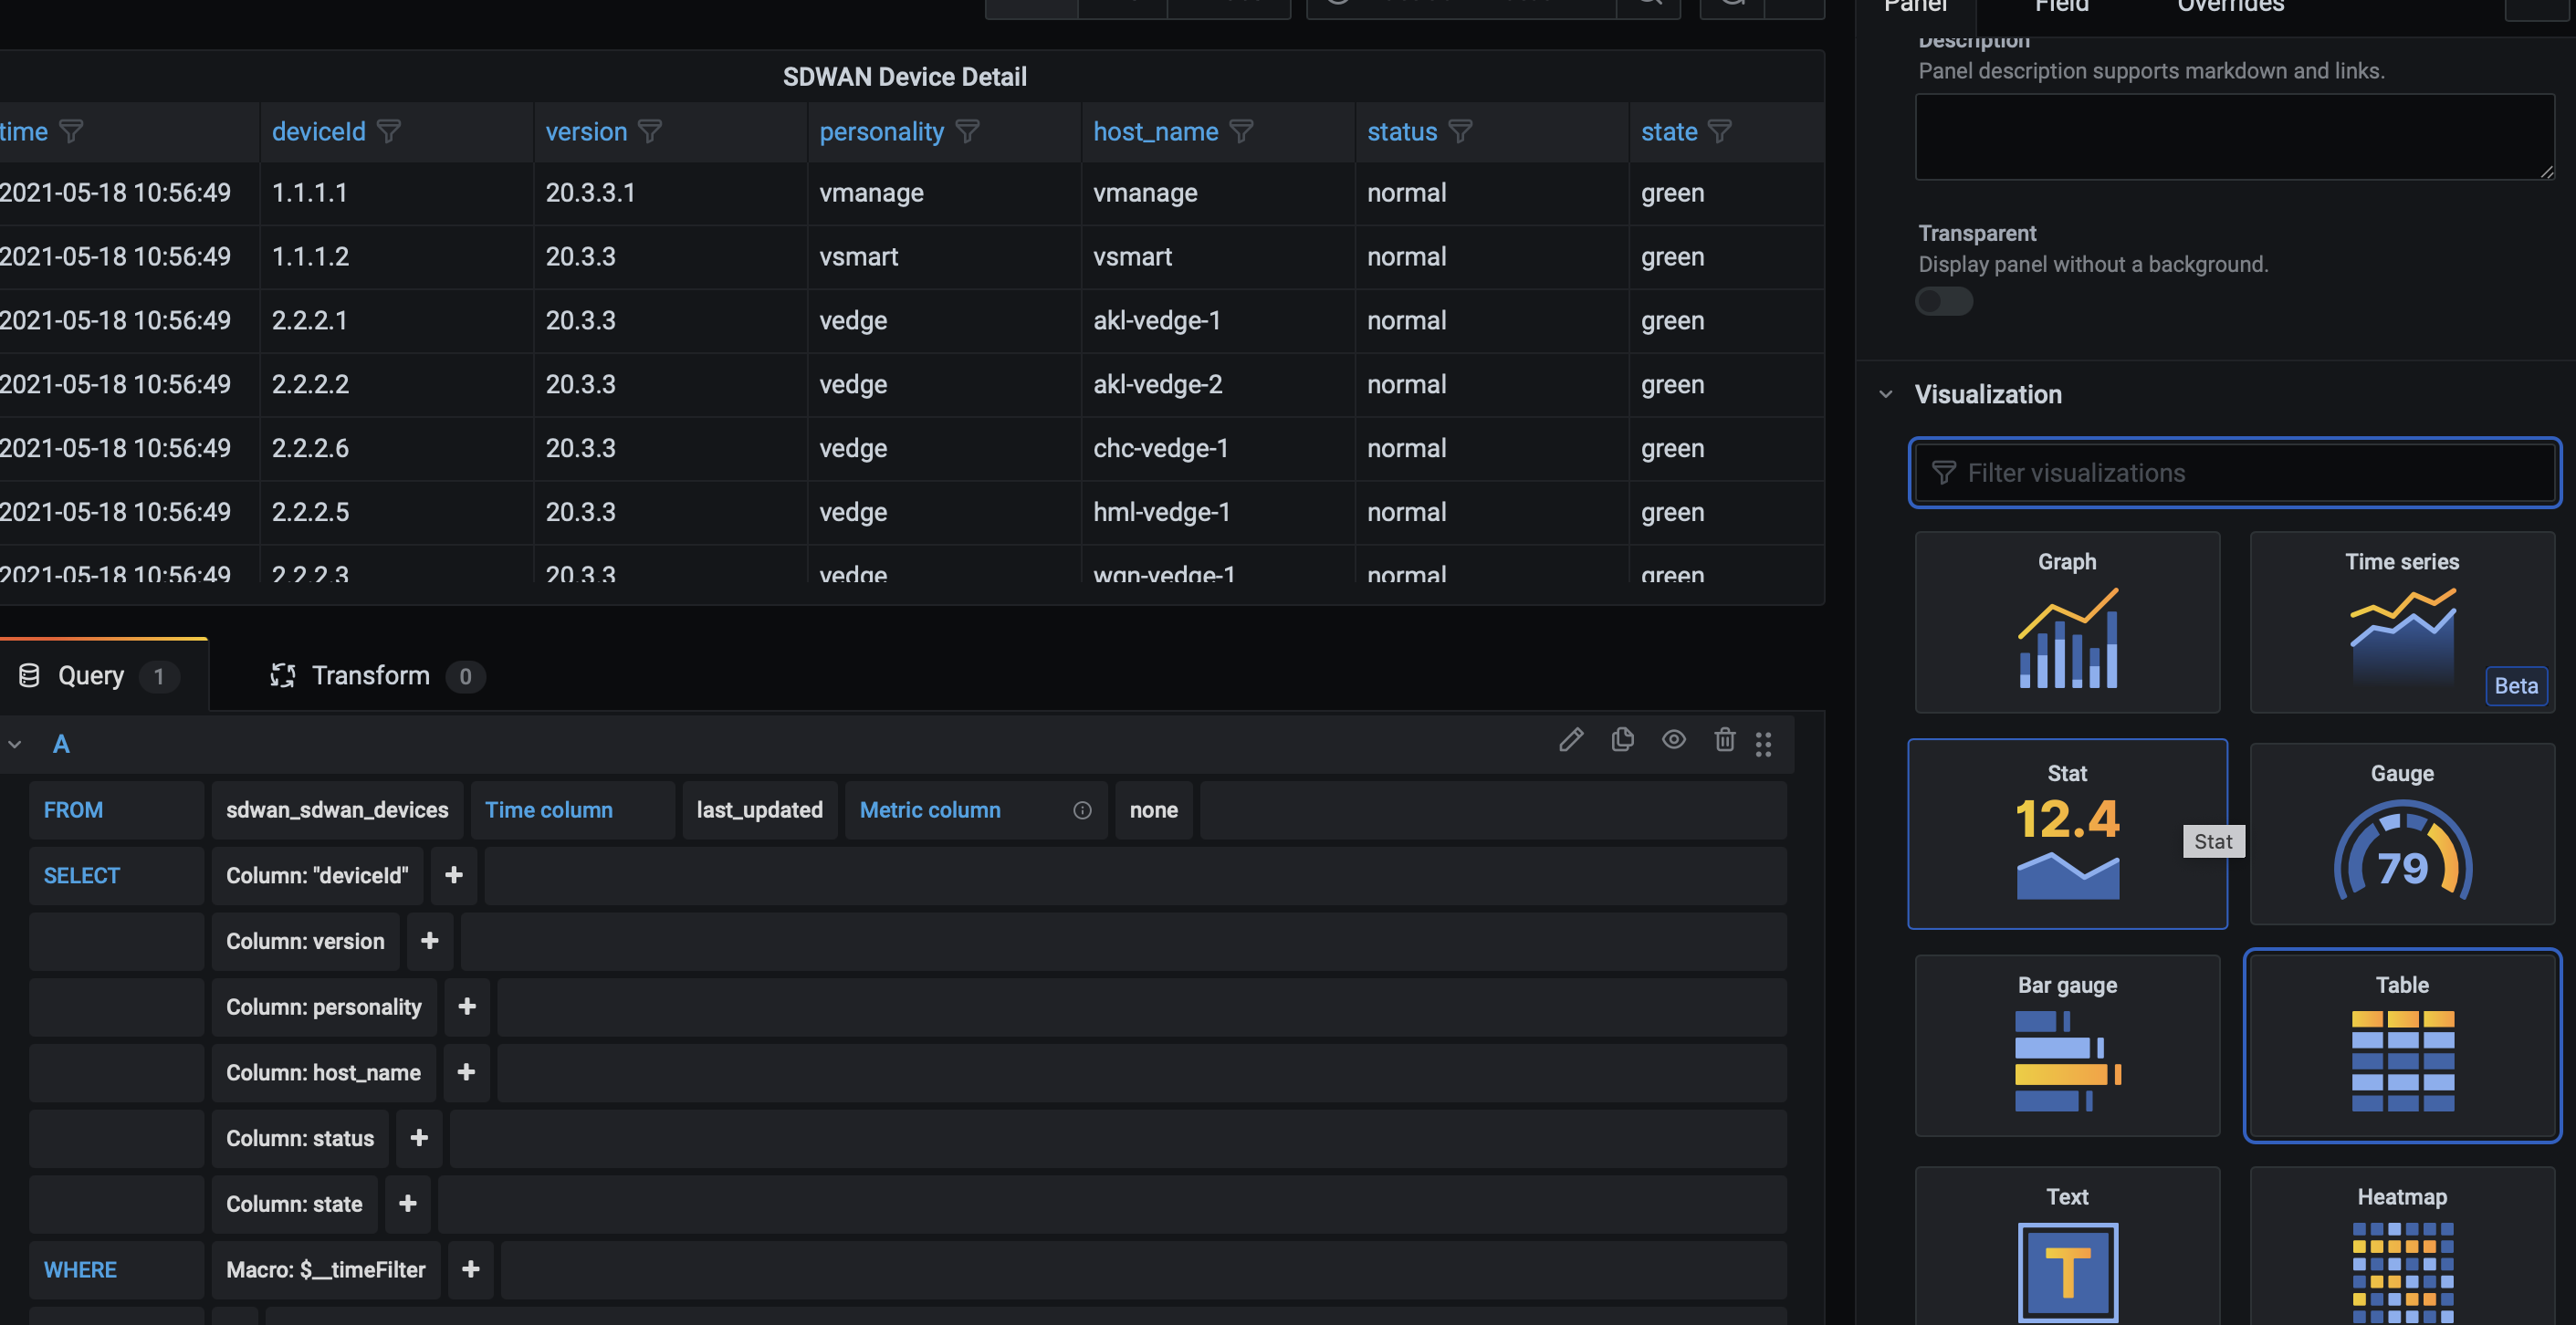 Panel Field Overrides
SDWAN Device Detail
time deviceId version personality host_name status state
2021-05-18 10:56:49 1.1.1.1 20.3.3.1 vmanage vmanage normal green
2021-05-18 10:56:49 1.1.1.2 20.3.3 vsmart vsmart normal green
2021-05-18 10:56:49 2.2.2.1 20.3.3 vedge akl-vedge-1 normal green
2021-05-18 10:56:49 2.2.2.2 20.3.3 vedge akl-vedge-2 normal green
2021-05-18 10:56:49 2.2.2.6 20.3.3 vedge chc-vedge-1 normal green
2021-05-18 10:56:49 2.2.2.5 20.3.3 vedge hml-vedge-1 normal green
2021-05-18 10:56:49 2.2.2.3 20.3.3 vedge wgn-vedge-1 normal green
Query 1 Transform 0
A
FROM sdwan_sdwan_devices Time column last_updated Metric column none
SELECT Column: "deviceId" +
Column: version +
Column: personality +
Column: host_name +
Column: status +
Column: state +
WHERE Macro: $__timeFilter +
Description
Panel description supports markdown and links.
Transparent
Display panel without a background.
Visualization
Filter visualizations
Graph
Time series
Beta
Stat
12.4
Stat
Gauge
79
Bar gauge
Table
Text
T
Heatmap